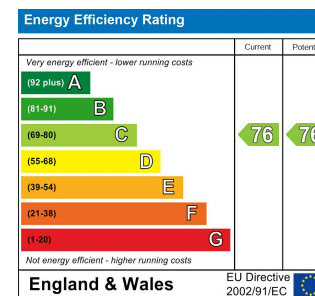 Energy Efficiency Rating
Current Potent
Very energy efficient - lower running costs
(92 plus) A
(81-91) B
(69-80) C 76 76
(55-68) D
(39-54) E
(21-38) F
(1-20) G
Not energy efficient - higher running costs
England & Wales
EU Directive
2002/91/EC